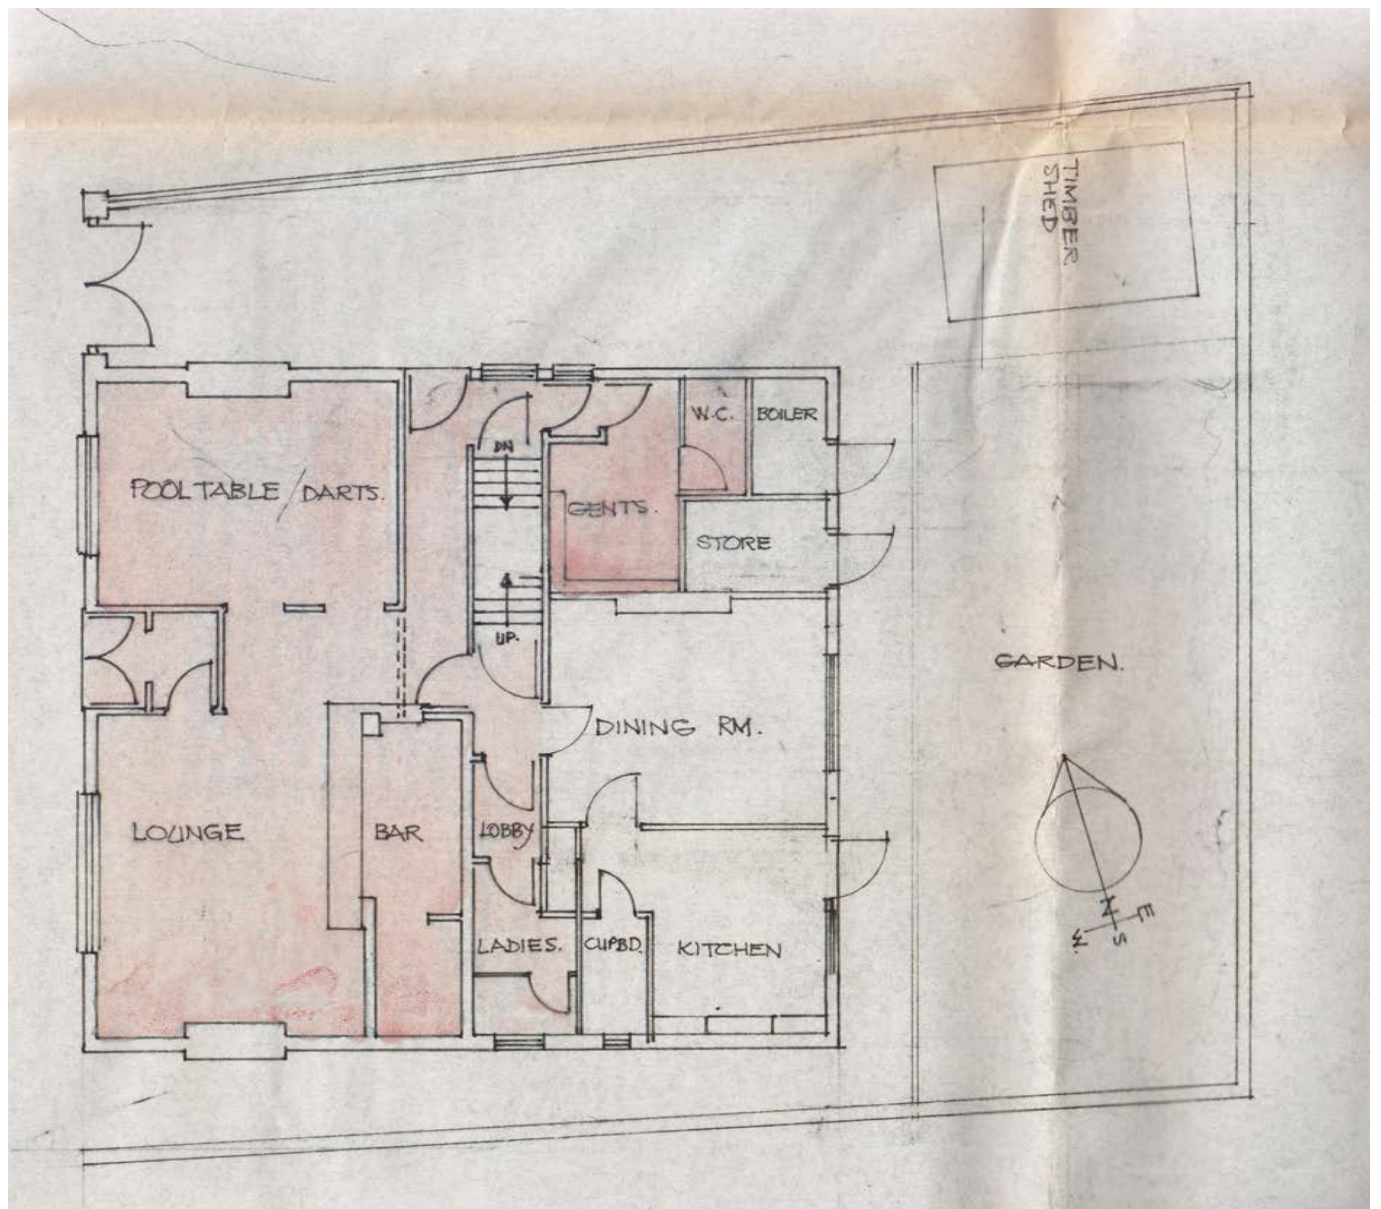 TIMBER
SHED
W.C.
BOILER
DN
POOL TABLE / DARTS.
GENTS.
STORE
UP.
GARDEN.
DINING RM.
LOUNGE
BAR
LOBBY
LADIES.
CUPBD.
KITCHEN
N
E
S
W.